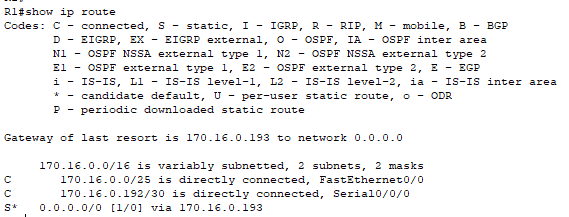 R1#show ip route
Codes: C - connected, S - static, I - IGRP, R - RIP, M - mobile, B - BGP
       D - EIGRP, EX - EIGRP external, O - OSPF, IA - OSPF inter area
       N1 - OSPF NSSA external type 1, N2 - OSPF NSSA external type 2
       E1 - OSPF external type 1, E2 - OSPF external type 2, E - EGP
       i - IS-IS, L1 - IS-IS level-1, L2 - IS-IS level-2, ia - IS-IS inter area
       * - candidate default, U - per-user static route, o - ODR
       P - periodic downloaded static route
Gateway of last resort is 170.16.0.193 to network 0.0.0.0
     170.16.0.0/16 is variably subnetted, 2 subnets, 2 masks
C       170.16.0.0/25 is directly connected, FastEthernet0/0
C       170.16.0.192/30 is directly connected, Serial0/0/0
S*   0.0.0.0/0 [1/0] via 170.16.0.193